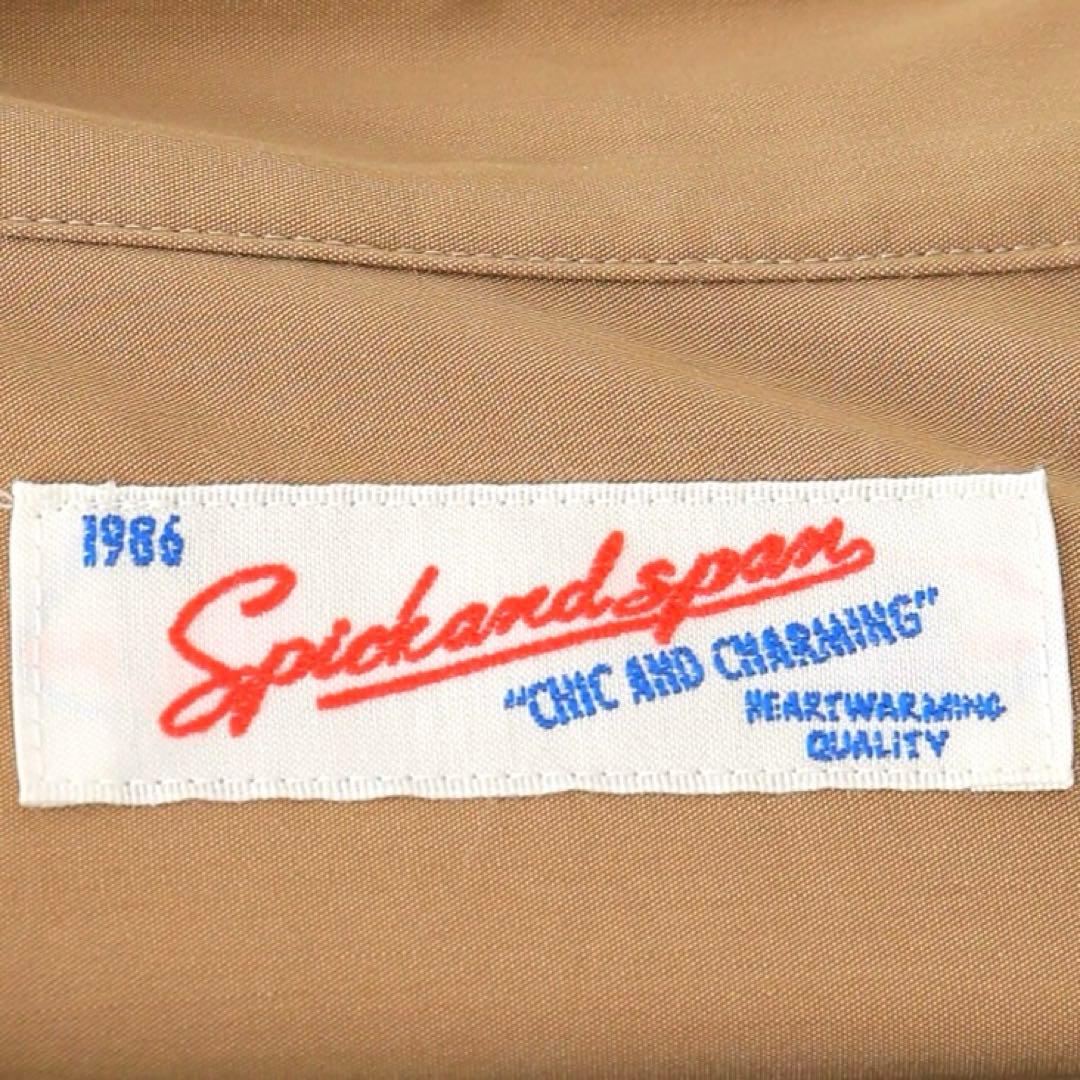 1986
Spickandspan
"CHIC AND CHARMING"
HEARTWARMING
QUALITY